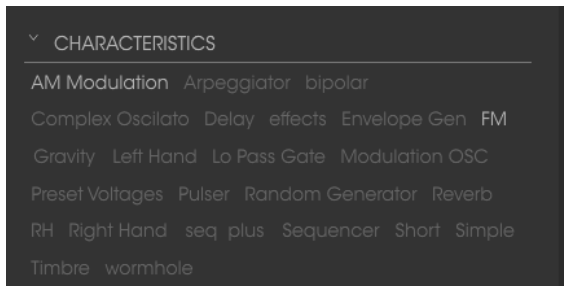 CHARACTERISTICS
AM Modulation Arpeggiator bipolar
Complex Oscilato Delay effects Envelope Gen FM
Gravity Left Hand Lo Pass Gate Modulation OSC
Preset Voltages Pulser Random Generator Reverb
RH Right Hand seq plus Sequencer Short Simple
Timbre wormhole